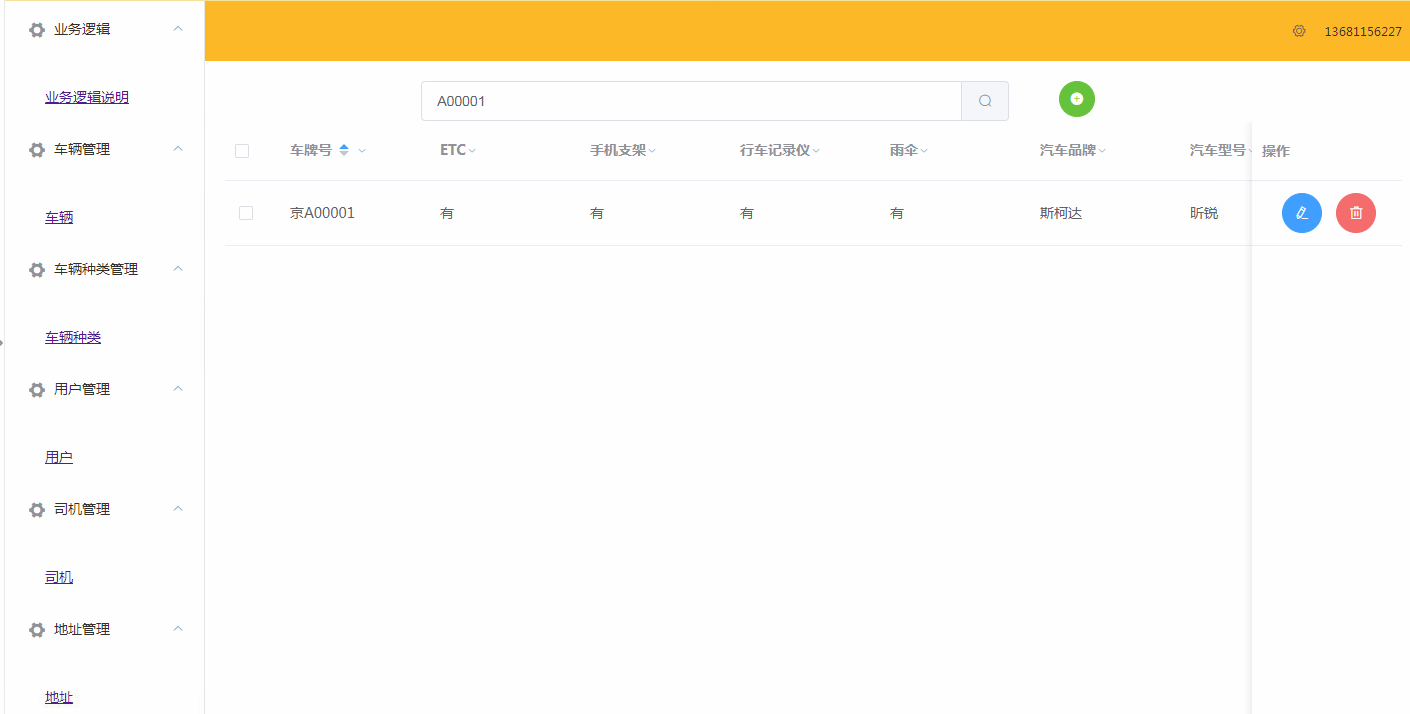 业务逻辑
业务逻辑说明
车辆管理
车辆
车辆种类管理
车辆种类
用户管理
用户
司机管理
司机
地址管理
地址
13681156227
A00001
车牌号 ETC 手机支架 行车记录仪 雨伞 汽车品牌 汽车型号 操作
京A00001 有 有 有 有 斯柯达 昕锐